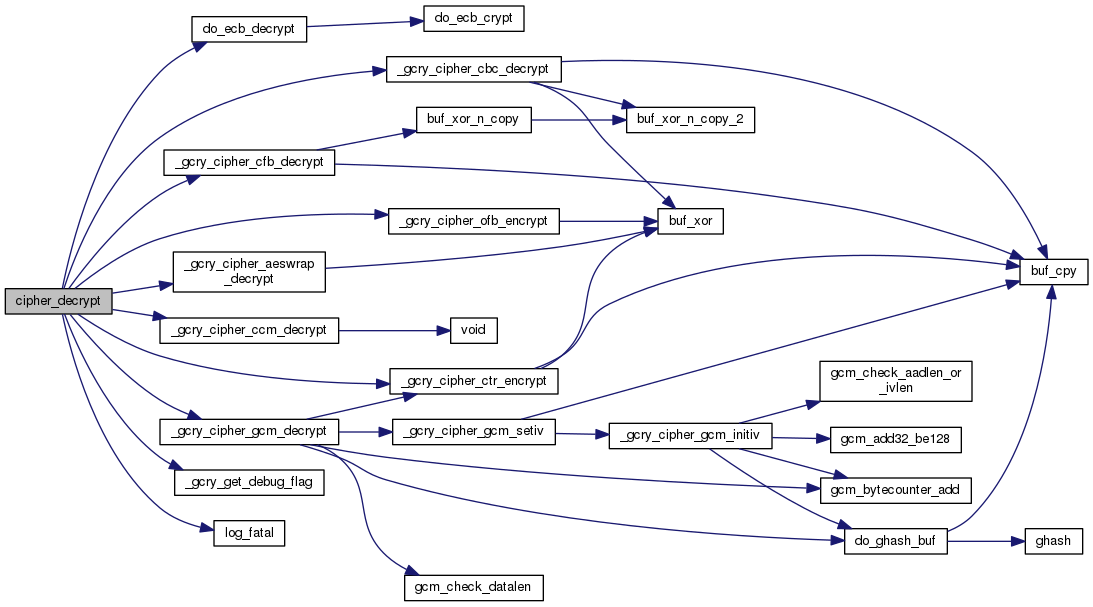 do_ecb_decrypt
do_ecb_crypt
_gcry_cipher_cbc_decrypt
buf_xor_n_copy
buf_xor_n_copy_2
_gcry_cipher_cfb_decrypt
_gcry_cipher_ofb_encrypt
buf_xor
_gcry_cipher_aeswrap
_decrypt
buf_cpy
cipher_decrypt
_gcry_cipher_ccm_decrypt
void
_gcry_cipher_ctr_encrypt
gcm_check_aadlen_or
_ivlen
_gcry_cipher_gcm_decrypt
_gcry_cipher_gcm_setiv
_gcry_cipher_gcm_initiv
gcm_add32_be128
_gcry_get_debug_flag
gcm_bytecounter_add
log_fatal
do_ghash_buf
ghash
gcm_check_datalen